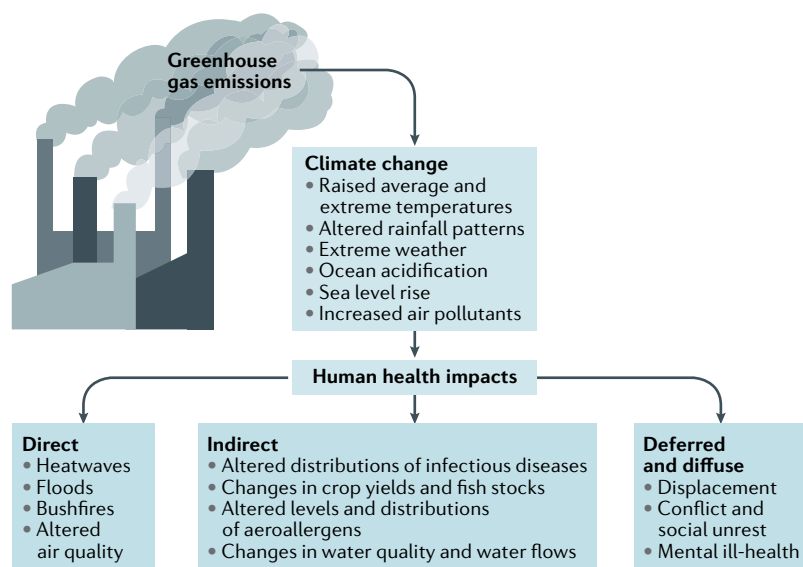 Greenhouse
gas emissions
Climate change
• Raised average and
extreme temperatures
• Altered rainfall patterns
• Extreme weather
• Ocean acidification
• Sea level rise
• Increased air pollutants
Human health impacts
Direct
• Heatwaves
• Floods
• Bushfires
• Altered
air quality
Indirect
• Altered distributions of infectious diseases
• Changes in crop yields and fish stocks
• Altered levels and distributions
of aeroallergens
• Changes in water quality and water flows
Deferred
and diffuse
• Displacement
• Conflict and
social unrest
• Mental ill-health